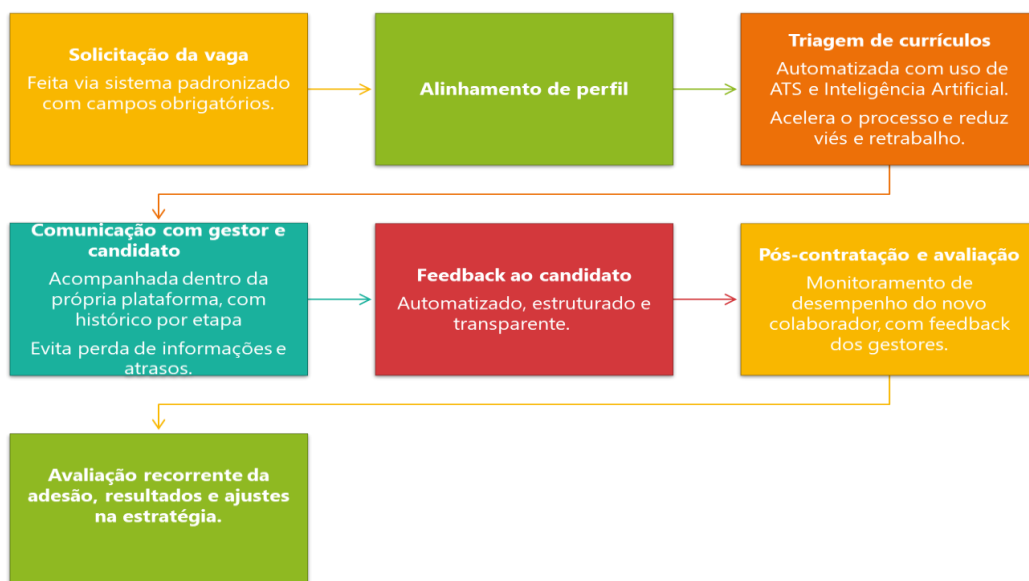 Solicitação da vaga
Feita via sistema padronizado
com campos obrigatórios.
Alinhamento de perfil
Triagem de currículos
Automatizada com uso de
ATS e Inteligência Artificial.
Acelera o processo e reduz
viés e retrabalho.
Comunicação com gestor e
candidato
Acompanhada dentro da
própria plataforma, com
histórico por etapa
Evita perda de informações e
atrasos.
Feedback ao candidato
Automatizado, estruturado e
transparente.
Pós-contratação e avaliação
Monitoramento de
desempenho do novo
colaborador, com feedback
dos gestores.
Avaliação recorrente da
adesão, resultados e ajustes
na estratégia.